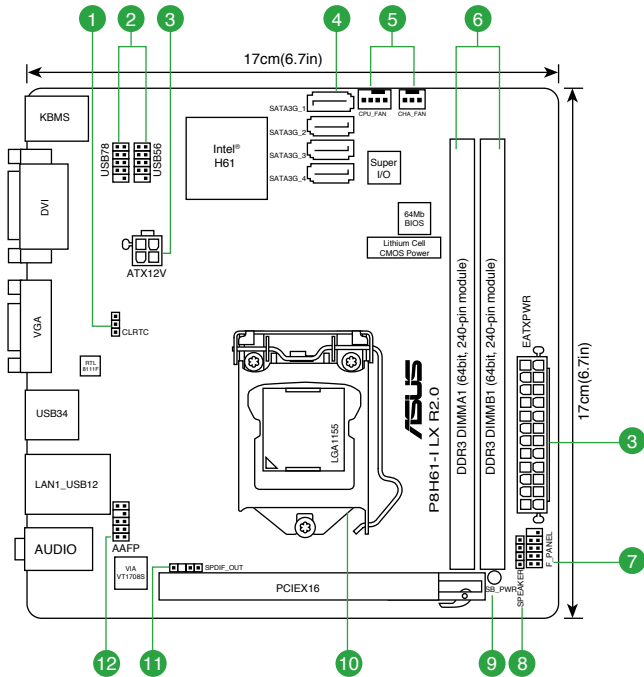 1
2
3
4
5
6
17cm(6.7in)
KBMS
USB78
USB56
SATA3G_1
SATA3G_2
SATA3G_3
SATA3G_4
CPU_FAN
CHA_FAN
Intel®
H61
Super
I/O
64Mb
BIOS
Lithium Cell
CMOS Power
DVI
ATX12V
CLRTC
VGA
RTL
8111F
USB34
LAN1_USB12
AUDIO
AAFP
VIA
VT1708S
SPDIF_OUT
PCIEX16
LGA1155
ASUS
P8H61-I LX R2.0
DDR3 DIMMA1 (64bit, 240-pin module)
DDR3 DIMMB1 (64bit, 240-pin module)
EATXPWR
17cm(6.7in)
3
SB_PWR
SPEAKER
F_PANEL
7
12
11
10
9
8